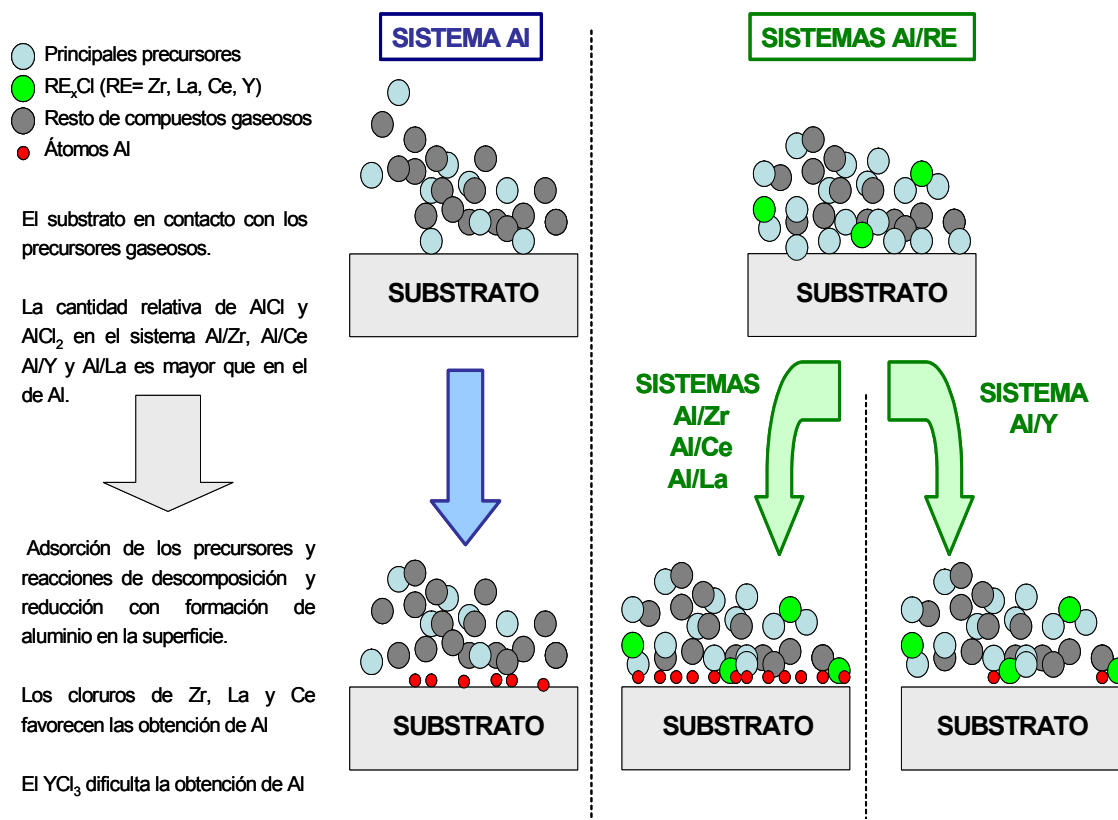 SISTEMA Al
SISTEMAS Al/RE
Principales precursores
RExCl (RE= Zr, La, Ce, Y)
Resto de compuestos gaseosos
Átomos Al
El substrato en contacto con los
precursores gaseosos.
La cantidad relativa de AlCl y
AlCl2 en el sistema Al/Zr, Al/Ce
Al/Y y Al/La es mayor que en el
de Al.
SUBSTRATO
SUBSTRATO
SISTEMAS
Al/Zr
Al/Ce
Al/La
SISTEMA
Al/Y
Adsorción de los precursores y
reacciones de descomposición y
reducción con formación de
aluminio en la superficie.
Los cloruros de Zr, La y Ce
favorecen las obtención de Al
El YCl3 dificulta la obtención de Al
SUBSTRATO
SUBSTRATO
SUBSTRATO